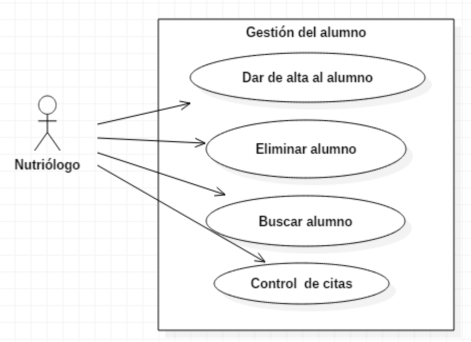 Gestión del alumno
Dar de alta al alumno
Eliminar alumno
Nutriólogo
Buscar alumno
Control de citas